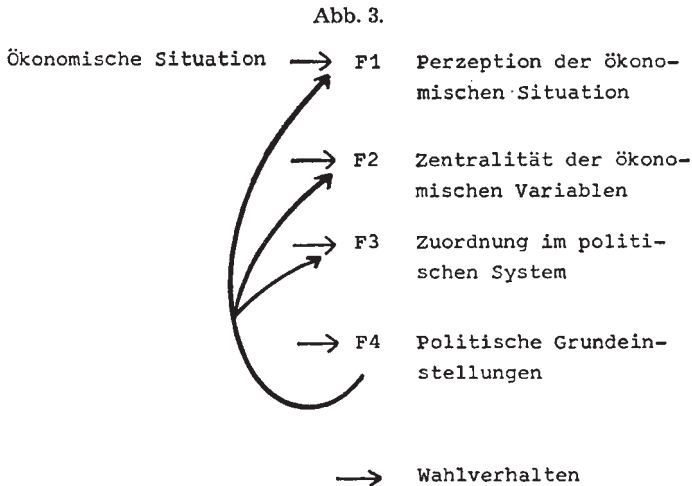 Abb. 3.
Ökonomische Situation → F1 Perzeption der ökono-
mischen Situation
→ F2 Zentralität der ökono-
mischen Variablen
→ F3 Zuordnung im politi-
schen System
→ F4 Politische Grundein-
stellungen
→ Wahlverhalten